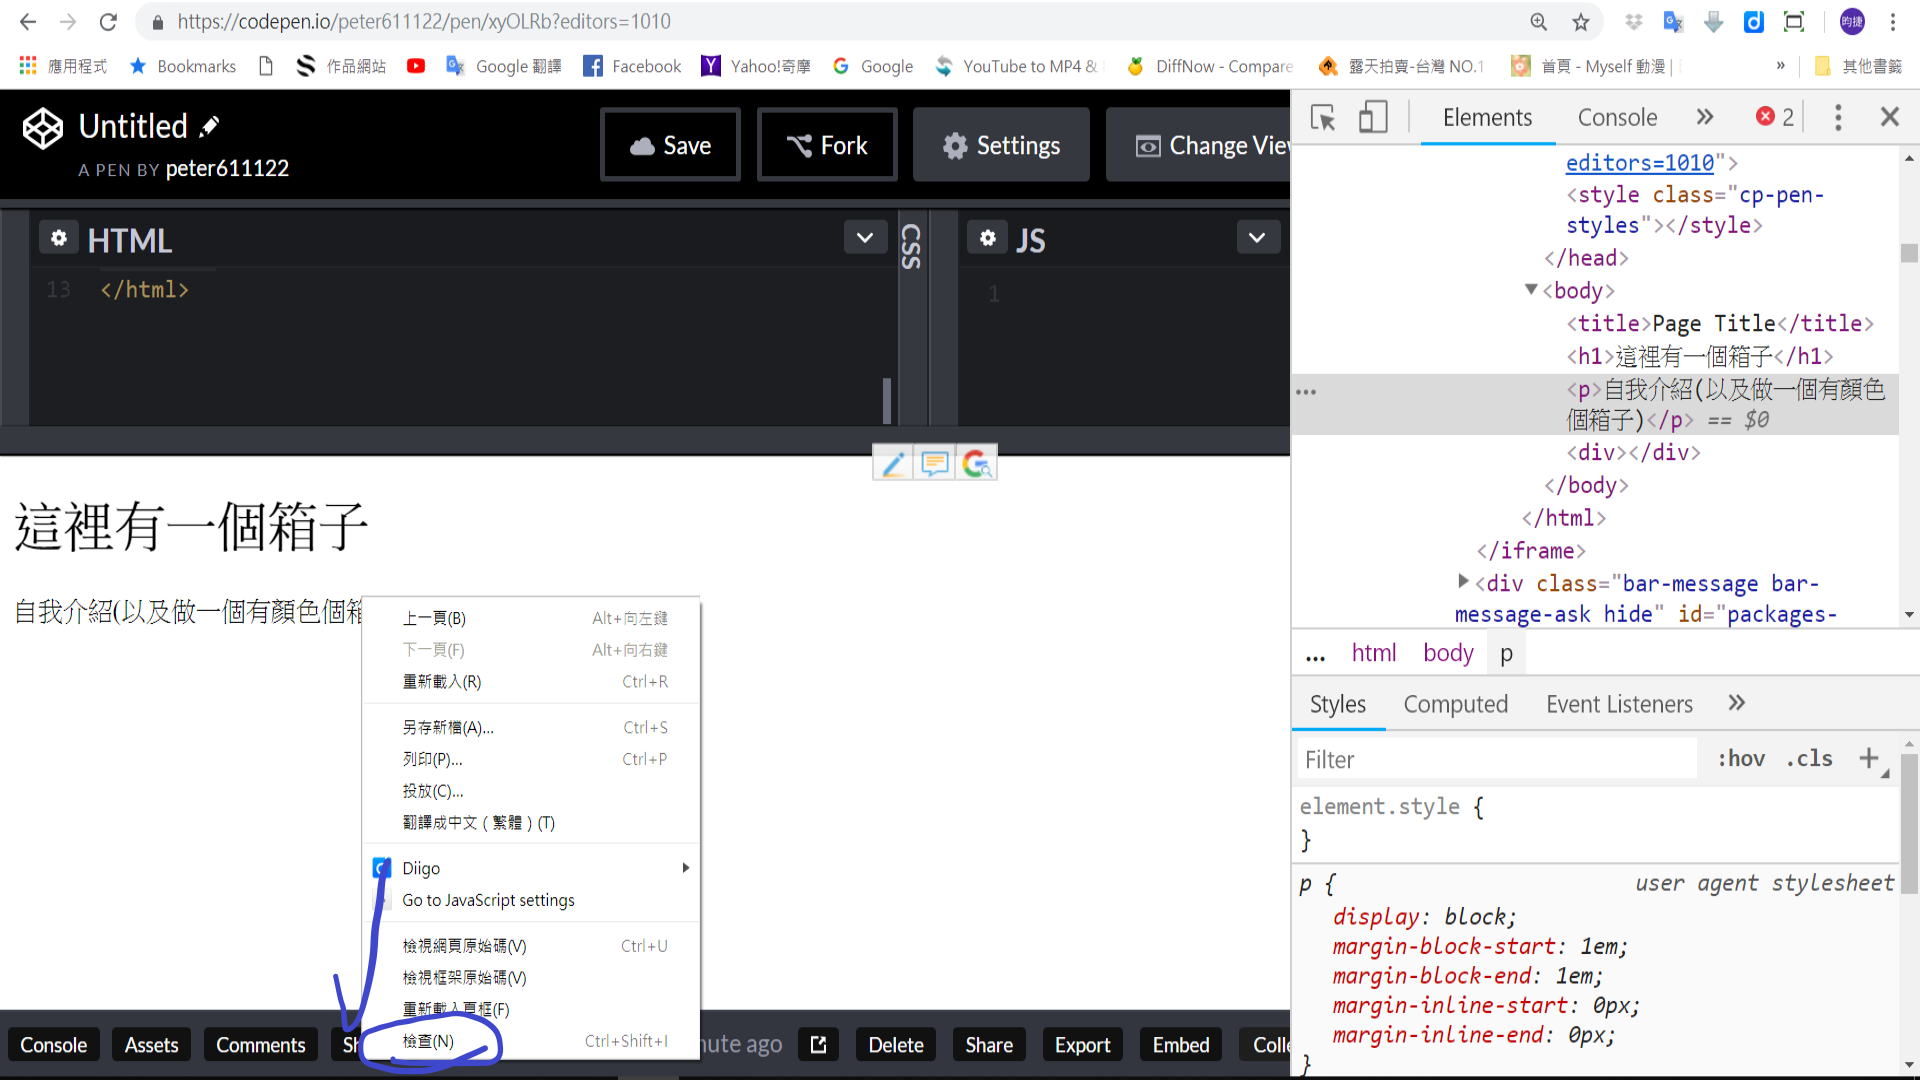 https://codepen.io/peter611122/pen/xyOLRb?editors=1010
昀捷
應用程式 Bookmarks 作品網站 Google 翻譯 Facebook Yahoo!奇摩 Google YouTube to MP4 & DiffNow - Compare 露天拍賣-台灣 NO.1 首頁 - Myself 動漫 | » 其他書籤
Untitled
A PEN BY peter611122
Save Fork Settings Change View
HTML CSS JS
13 </html>
1
這裡有一個箱子
自我介紹(以及做一個有顏色個箱
上一頁(B) Alt+向左鍵
下一頁(F) Alt+向右鍵
重新載入(R) Ctrl+R
另存新檔(A)... Ctrl+S
列印(P)... Ctrl+P
投放(C)...
翻譯成中文 ( 繁體 ) (T)
Diigo
Go to JavaScript settings
檢視網頁原始碼(V) Ctrl+U
檢視框架原始碼(V)
重新載入頁框(F)
檢查(N) Ctrl+Shift+I
Console Assets Comments Sh nute ago Delete Share Export Embed Colle
Elements Console » 2
editors=1010">
<style class="cp-pen-
styles"></style>
</head>
<body>
<title>Page Title</title>
<h1>這裡有一個箱子</h1>
... <p>自我介紹(以及做一個有顏色
個箱子)</p> == $0
<div></div>
</body>
</html>
</iframe>
<div class="bar-message bar-
message-ask hide" id="packages-
... html body p
Styles Computed Event Listeners »
Filter :hov .cls +
element.style {
}
p { user agent stylesheet
display: block;
margin-block-start: 1em;
margin-block-end: 1em;
margin-inline-start: 0px;
margin-inline-end: 0px;
}